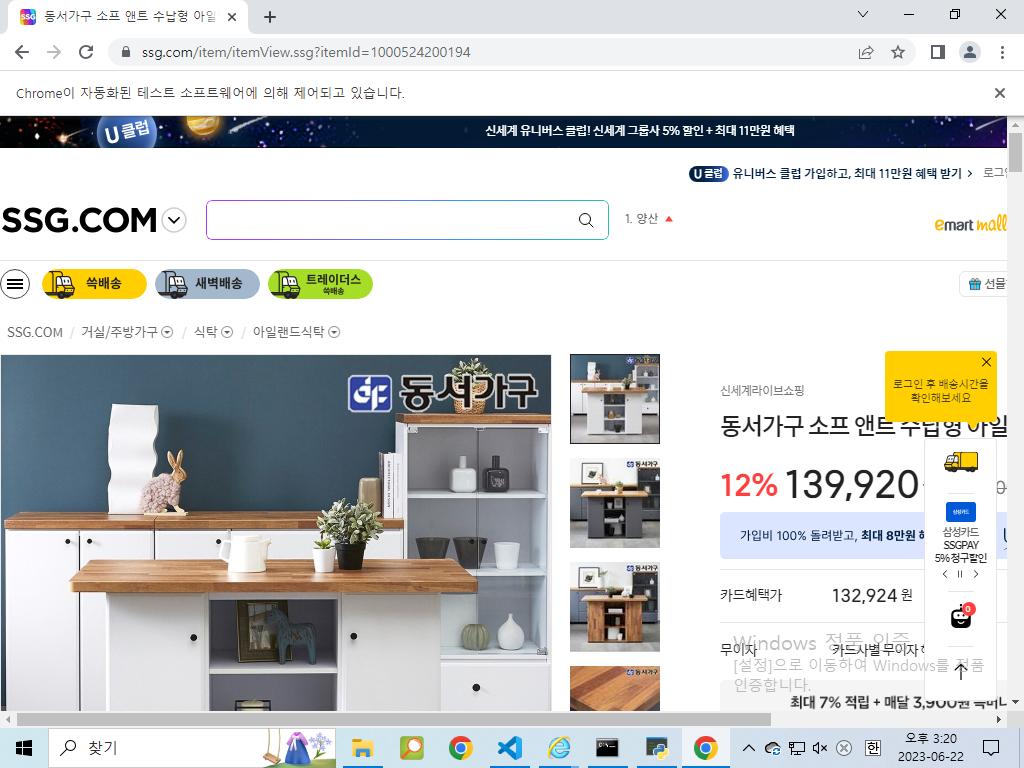 동서가구 소프 앤트 수납형 아일
ssg.com/item/itemView.ssg?itemId=1000524200194
Chrome이 자동화된 테스트 소프트웨어에 의해 제어되고 있습니다.
U클럽
신세계 유니버스 클럽! 신세계 그룹사 5% 할인 + 최대 11만원 혜택
U클럽 유니버스 클럽 가입하고, 최대 11만원 혜택 받기 > 로그인
SSG.COM
1. 양산
emart mall
쓱배송
새벽배송
트레이더스
쓱배송
선물
SSG.COM / 거실/주방가구 / 식탁 / 아일랜드식탁
동서가구
로그인 후 배송시간을
확인해보세요
신세계라이브쇼핑
동서가구 소프 앤트 수납형 아일
12% 139,920
가입비 100% 돌려받고, 최대 8만원
삼성카드
삼성카드
SSGPAY
5% 청구할인
카드혜택가 132,924 원
0
무이자 카드사별 무이자
Windows 정품 인증
[설정]으로 이동하여 Windows를 정품
인증합니다.
최대 7% 적립 + 매달 3,900원
찾기
오후 3:20
2023-06-22
한